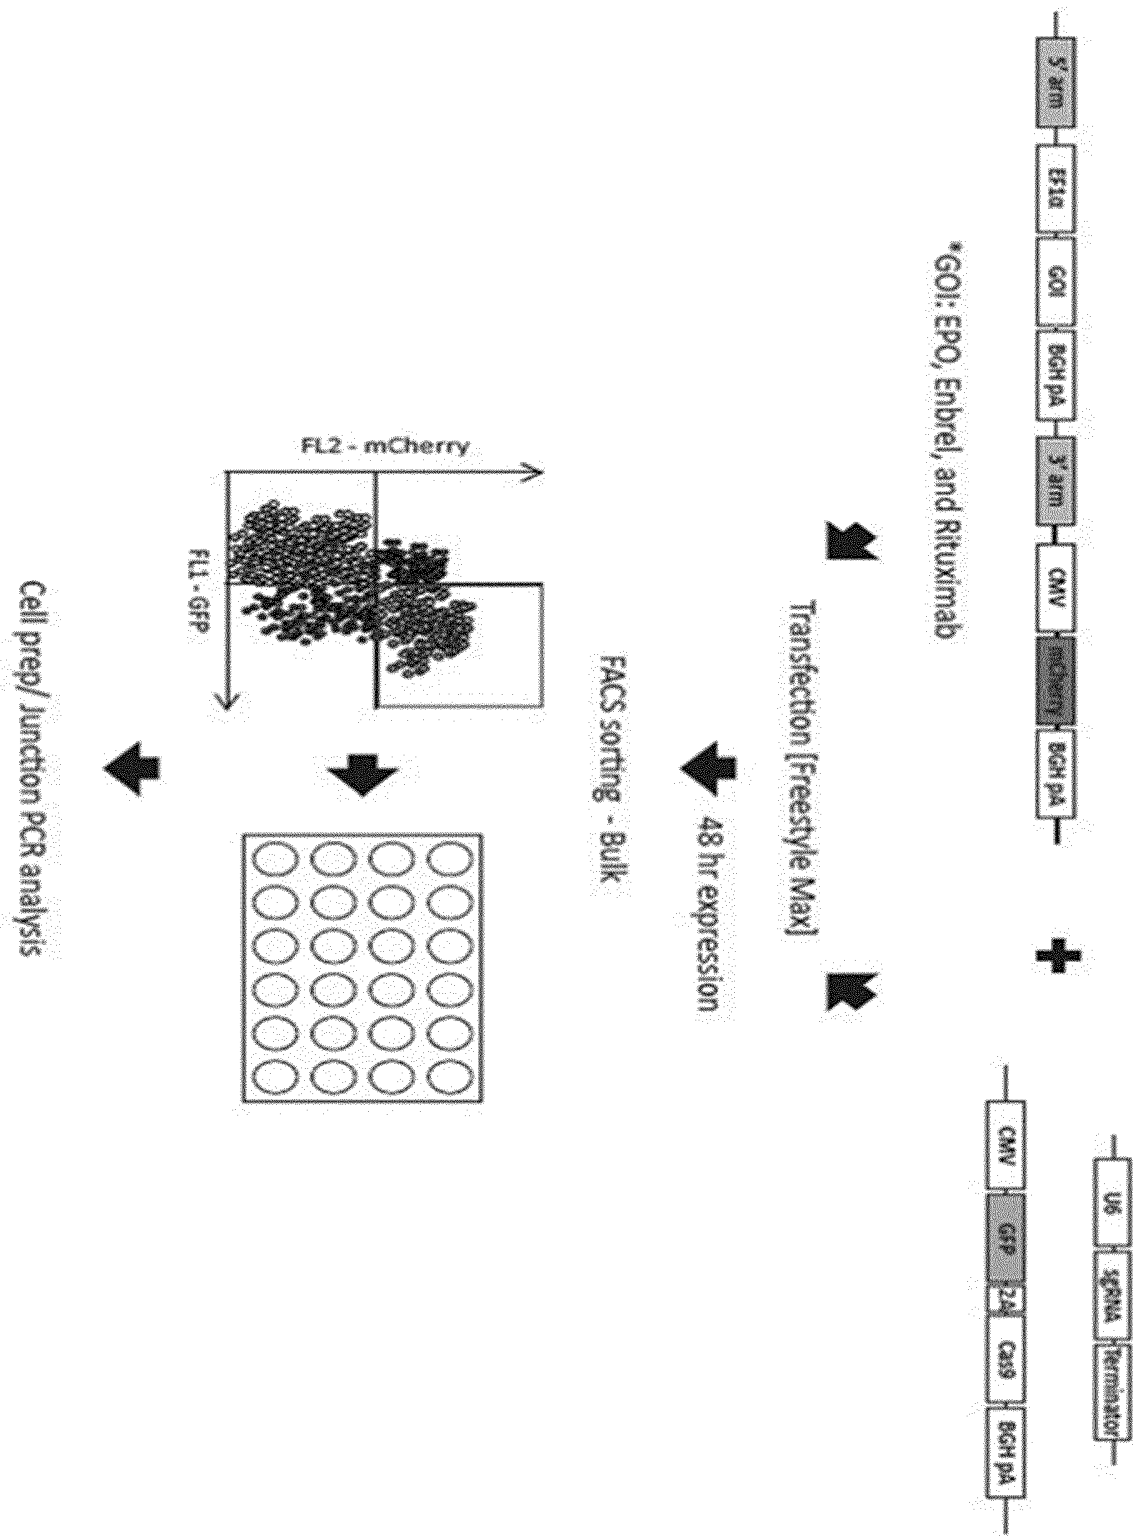 5' arm EF1α GOI BGH pA 3' arm CMV mCherry BGH pA
U6 sgRNA Terminator
CMV GFP 2A Cas9 BGH pA
*GOI: EPO, Enbrel, and Rituximab
Transfection [Freestyle Max]
48 hr expression
FACS sorting - Bulk
FL2 - mCherry
FL1 - GFP
Cell prep/ Junction PCR analysis